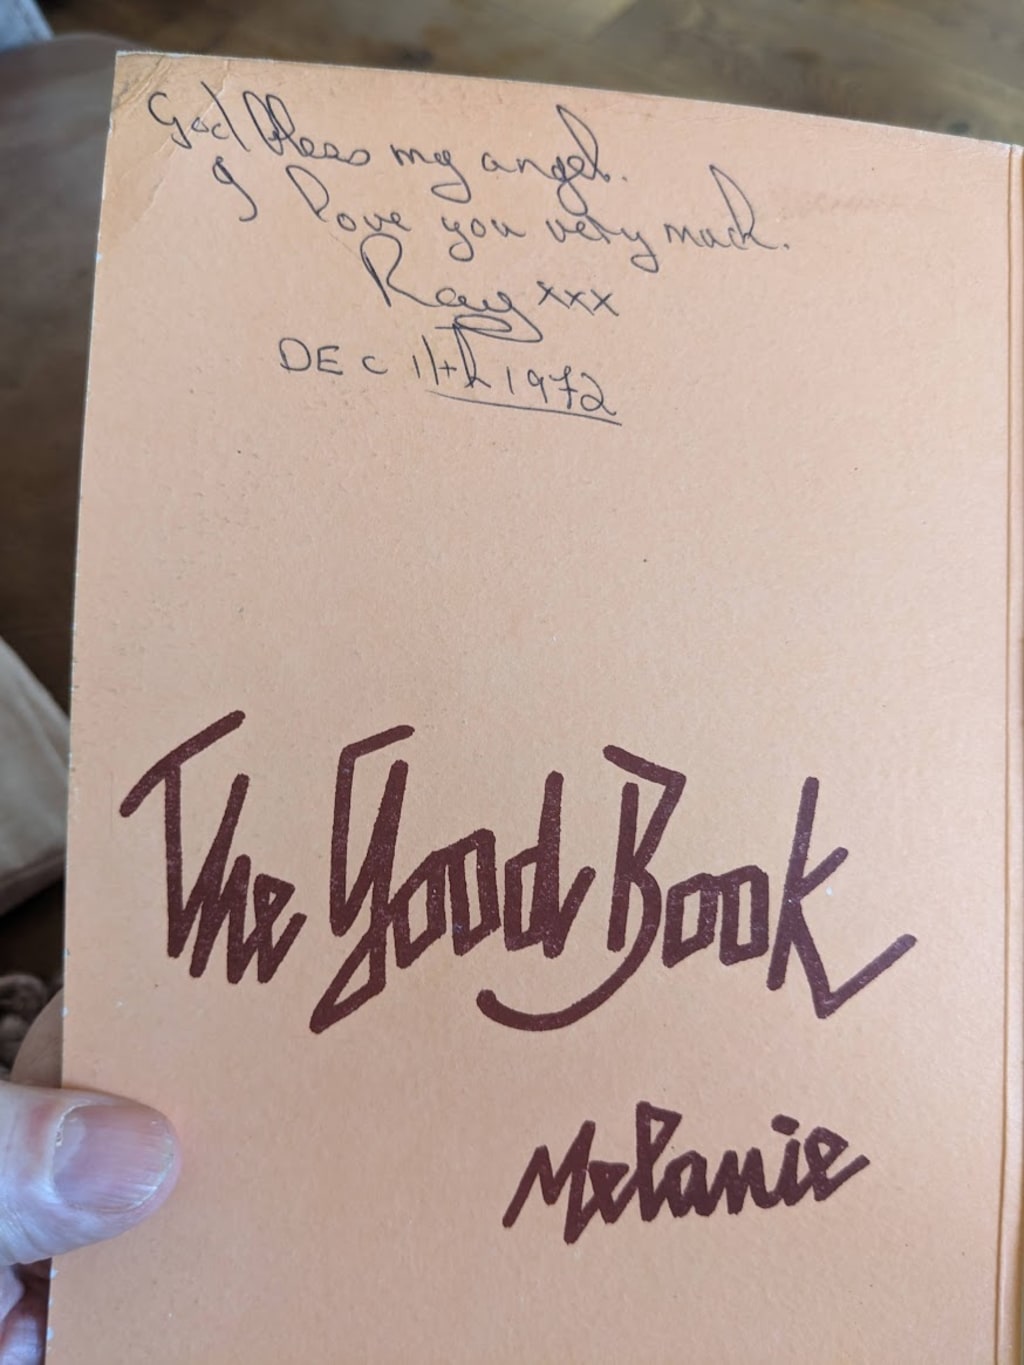 God bless my angel.
I love you very much.
Ray xxx
DEC 11th 1972
The Good Book
Melanie